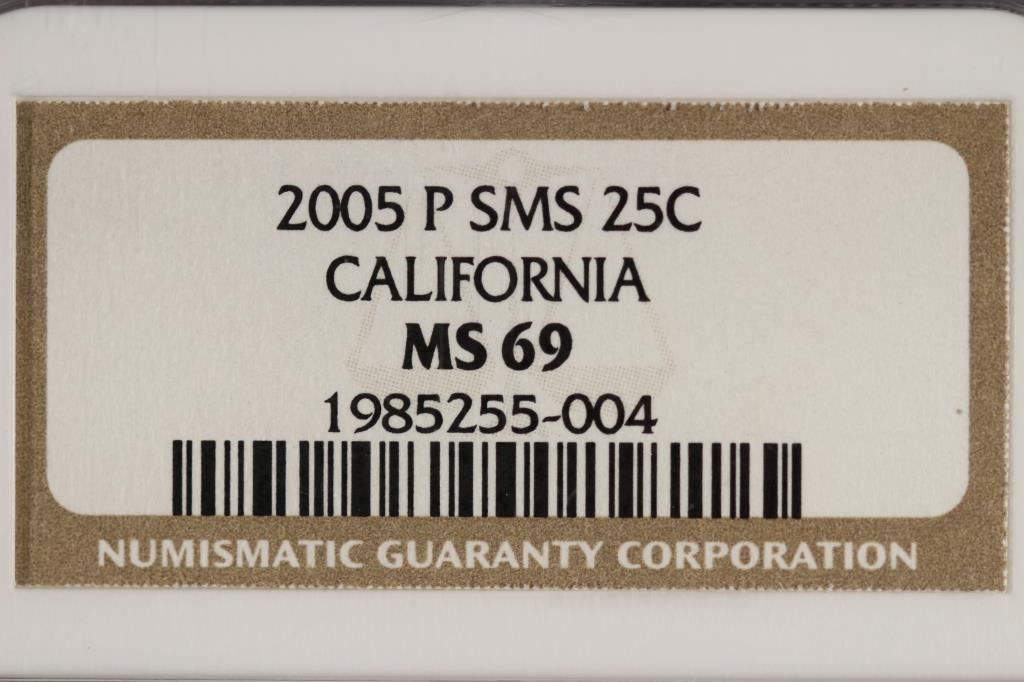 2005 P SMS 25C
CALIFORNIA
MS 69
1985255-004
NUMISMATIC GUARANTY CORPORATION